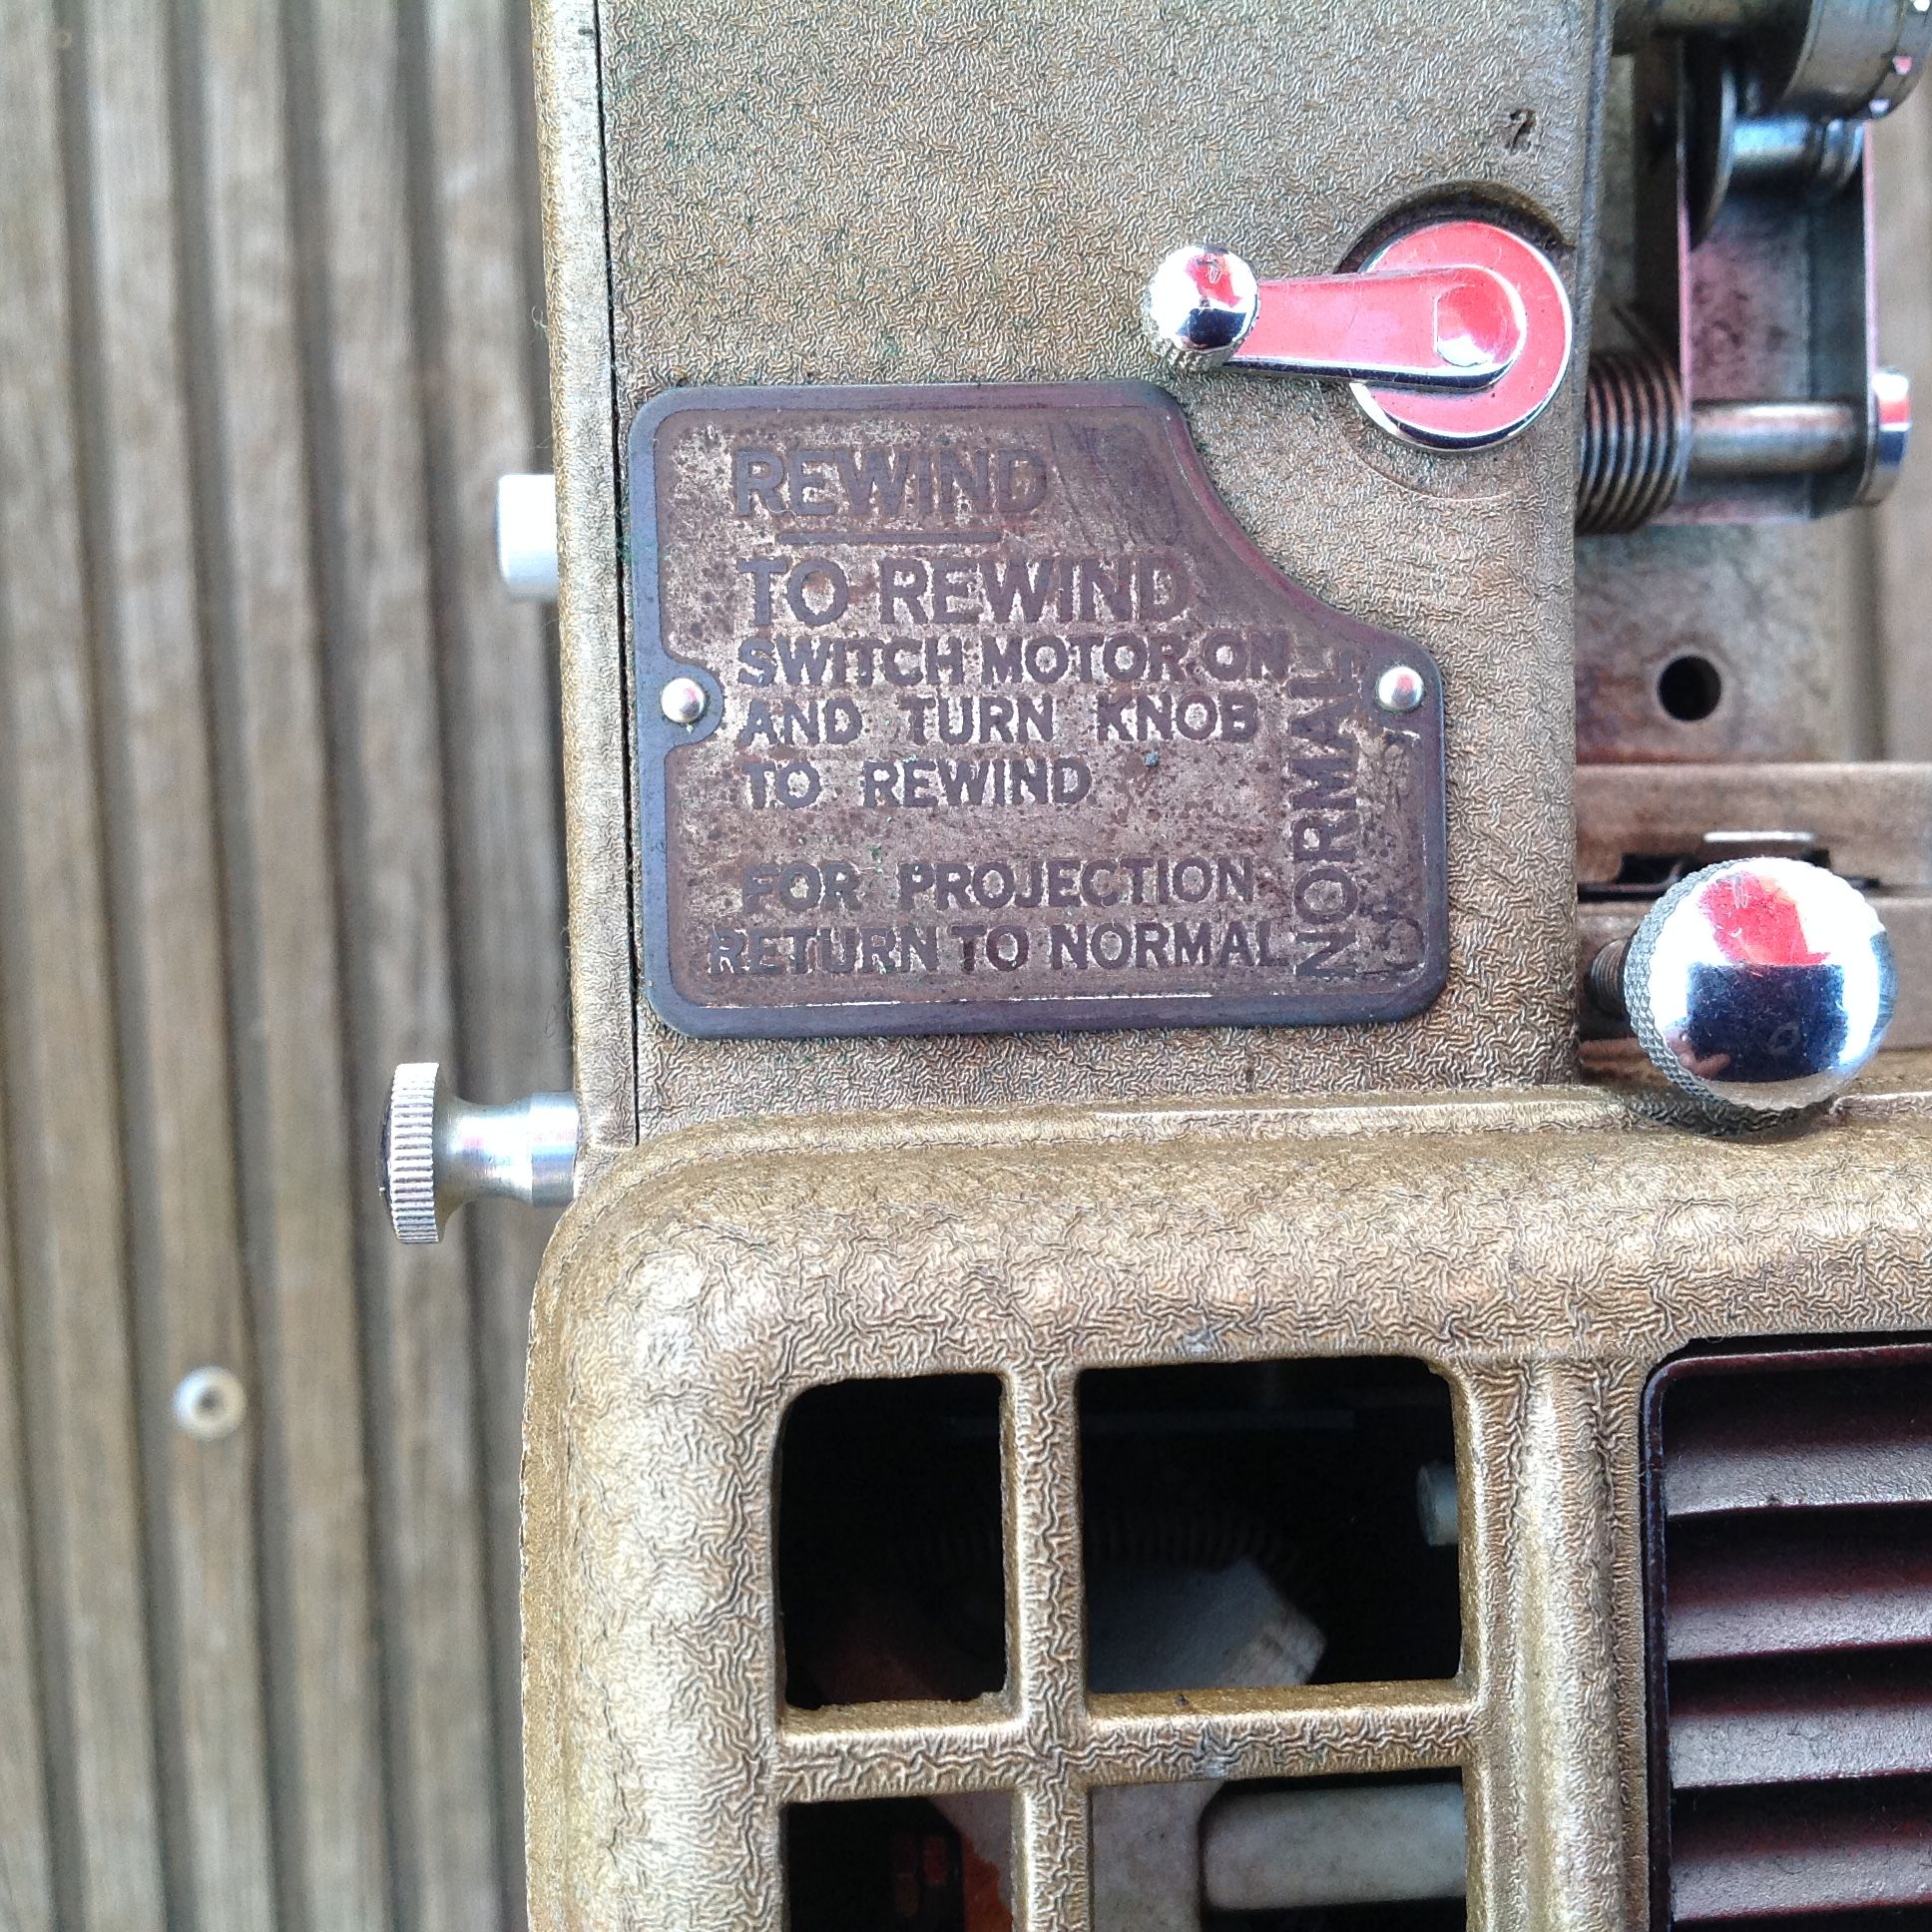 REWIND
TO REWIND
SWITCH MOTOR ON
AND TURN KNOB
TO REWIND
FOR PROJECTION
RETURN TO NORMAL
NORMAL